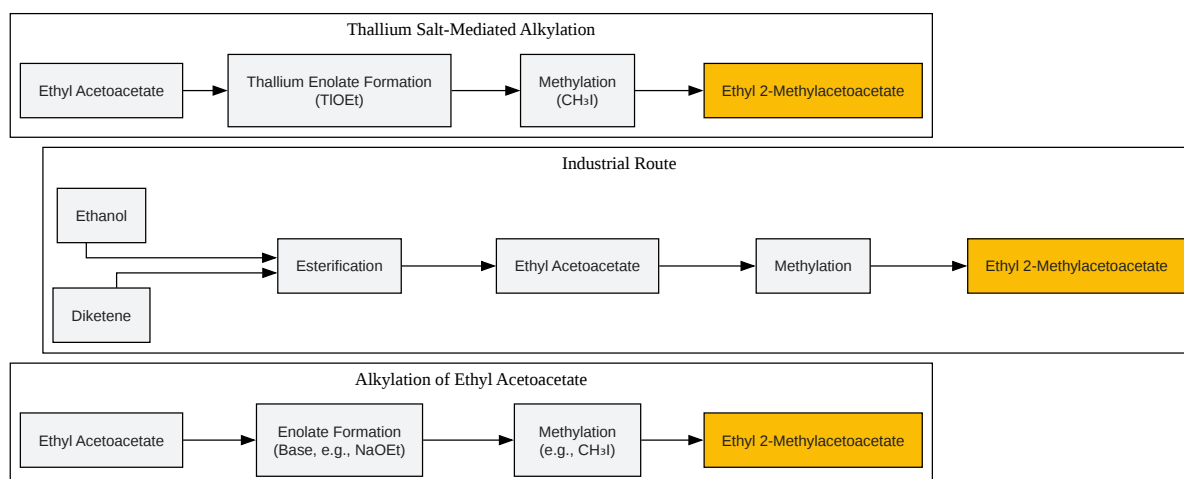 Thallium Salt-Mediated Alkylation
Ethyl Acetoacetate
Thallium Enolate Formation
(TlOEt)
Methylation
(CH₃I)
Ethyl 2-Methylacetoacetate
Industrial Route
Ethanol
Diketene
Esterification
Ethyl Acetoacetate
Methylation
Ethyl 2-Methylacetoacetate
Alkylation of Ethyl Acetoacetate
Ethyl Acetoacetate
Enolate Formation
(Base, e.g., NaOEt)
Methylation
(e.g., CH₃I)
Ethyl 2-Methylacetoacetate